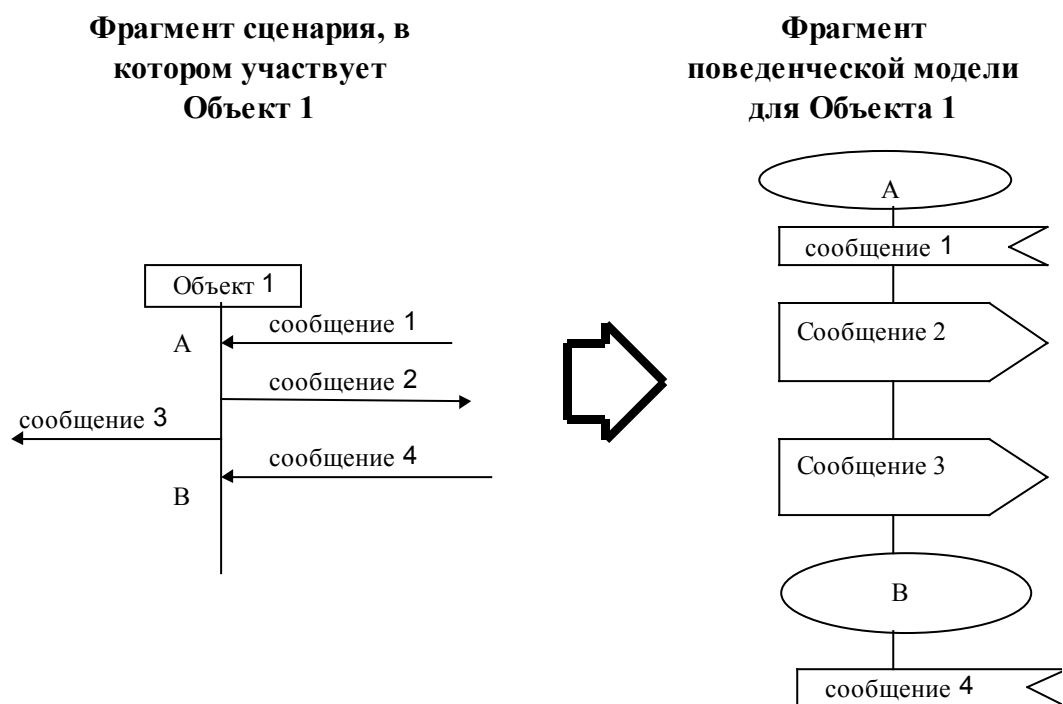 Фрагмент сценария, в
котором участвует
Объект 1
Объект 1
A
сообщение 1
сообщение 2
сообщение 3
сообщение 4
B
Фрагмент
поведенческой модели
для Объекта 1
A
сообщение 1
Сообщение 2
Сообщение 3
B
сообщение 4